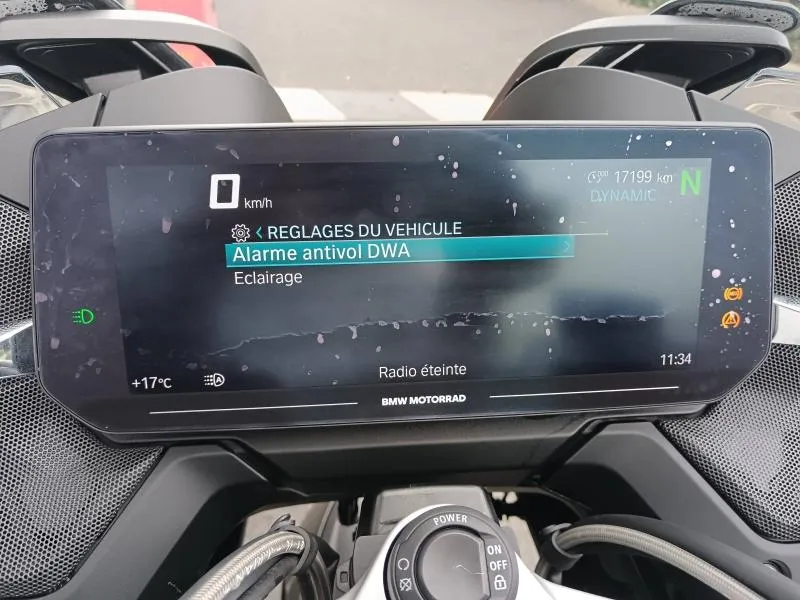 0 km/h
17199 km
N
DYNAMIC
< REGLAGES DU VEHICULE
Alarme antivol DWA
Eclairage
Radio éteinte
11:34
+17°C
BMW MOTORRAD
POWER
ON
OFF